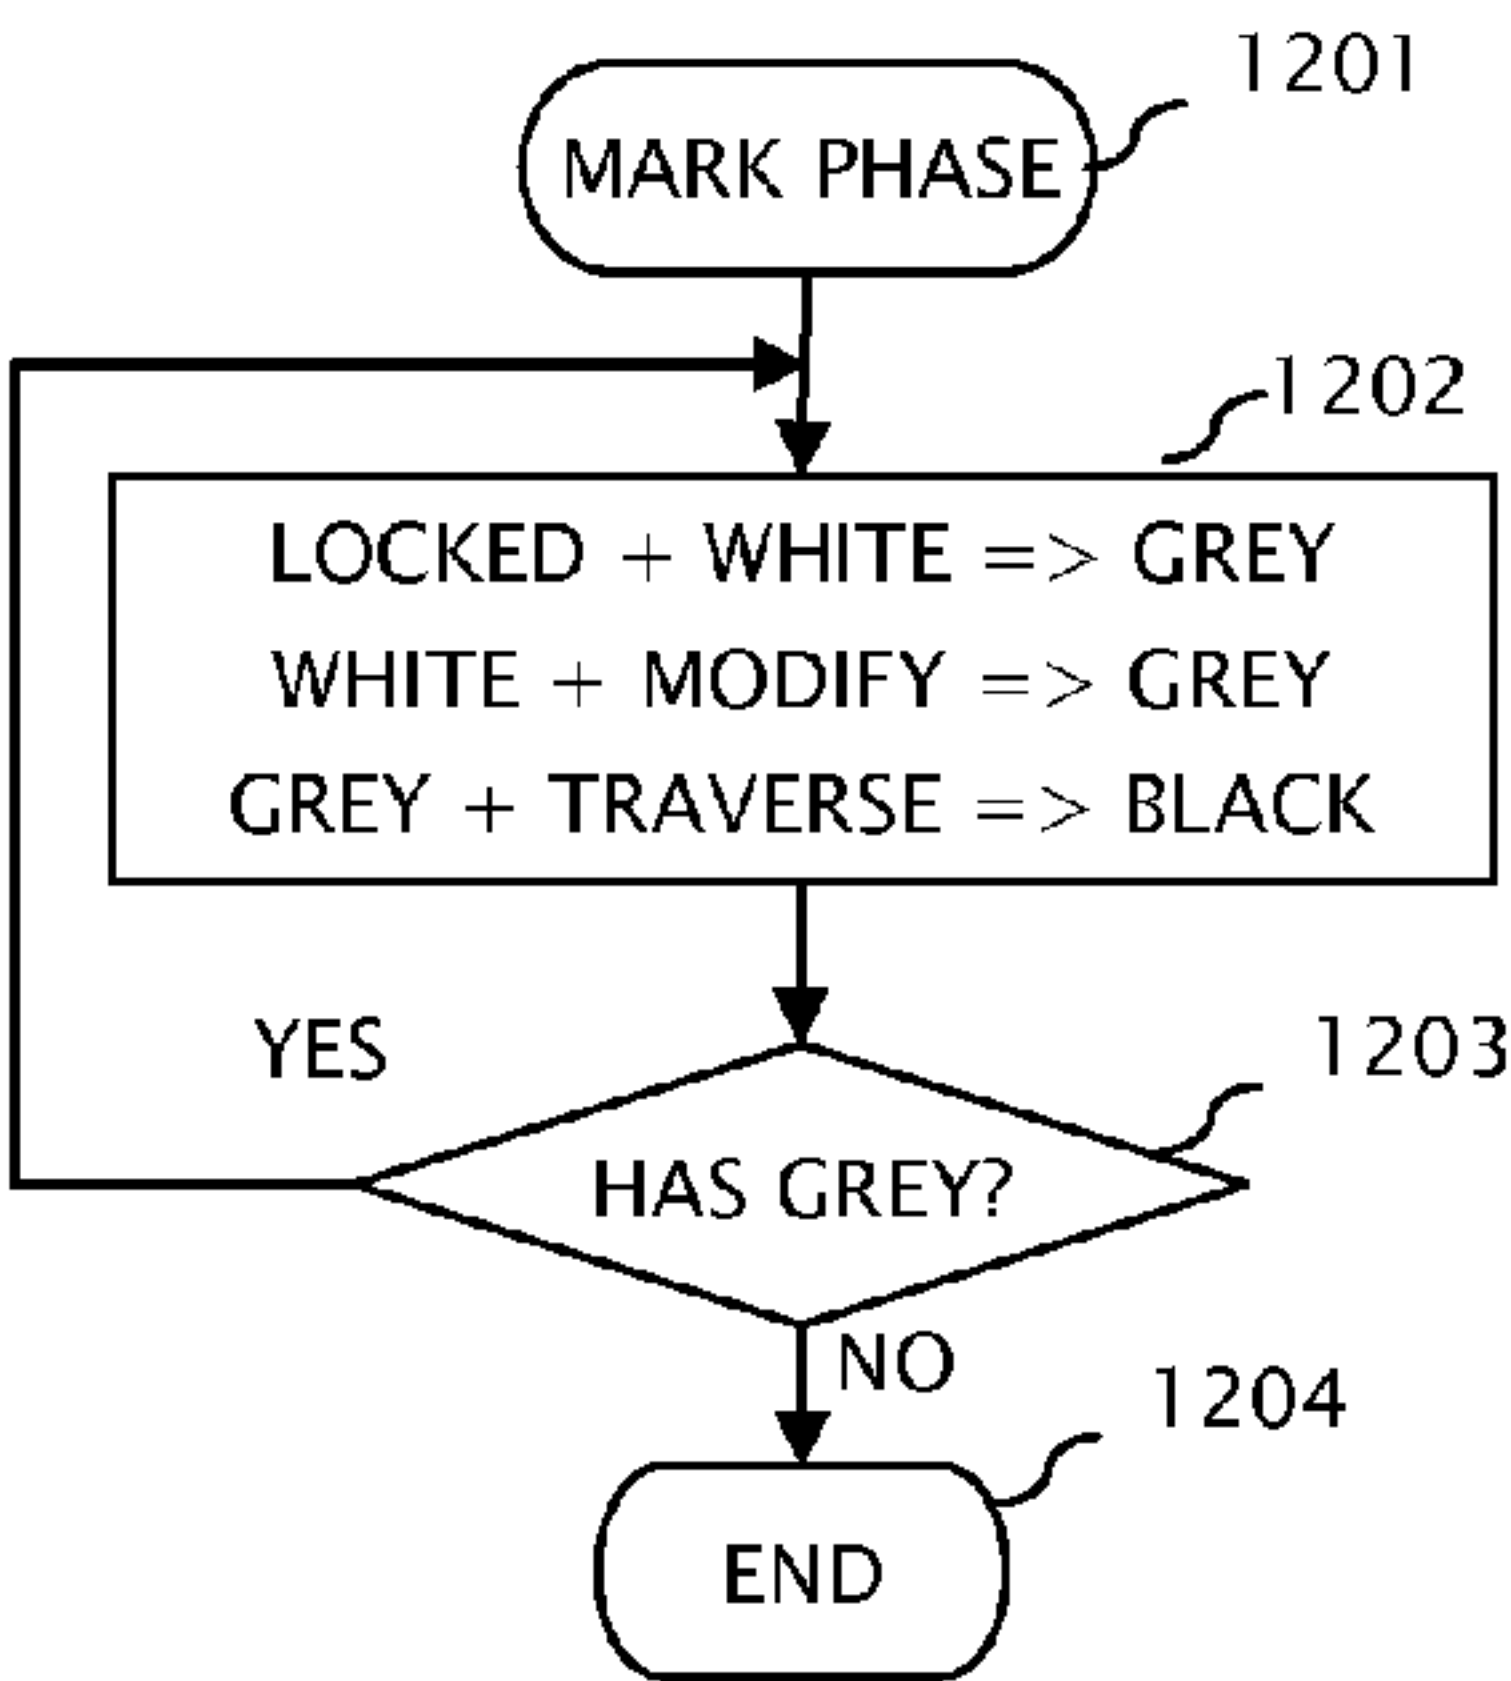 1201
MARK PHASE
1202
LOCKED + WHITE => GREY
WHITE + MODIFY => GREY
GREY + TRAVERSE => BLACK
YES
1203
HAS GREY?
NO
1204
END